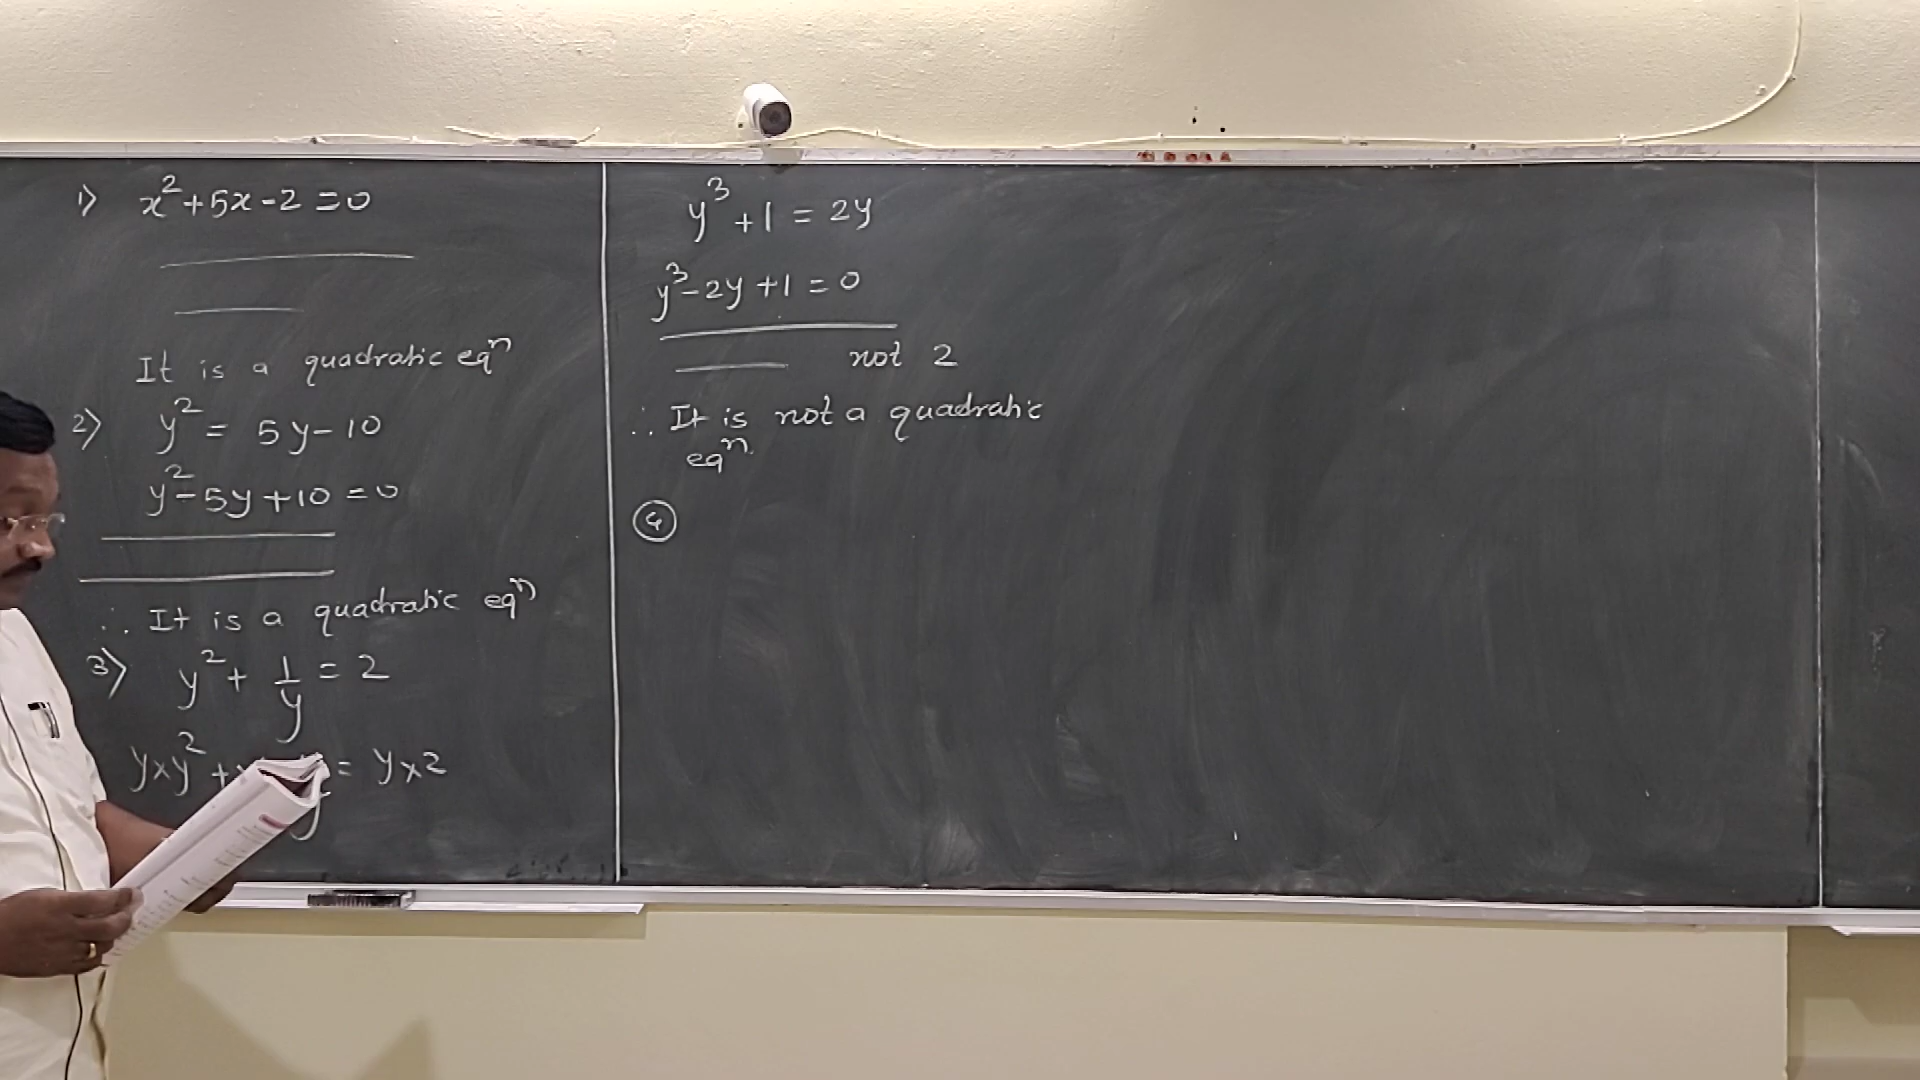 1) x²+5x-2=0
It is a quadratic eqⁿ
2) y² = 5y-10
y²-5y+10=0
∴ It is a quadratic eqⁿ
3) y² + 1/y = 2
y×y² + = y×2
y³+1 = 2y
y³-2y+1=0
not 2
∴ It is not a quadratic
eqⁿ.
④